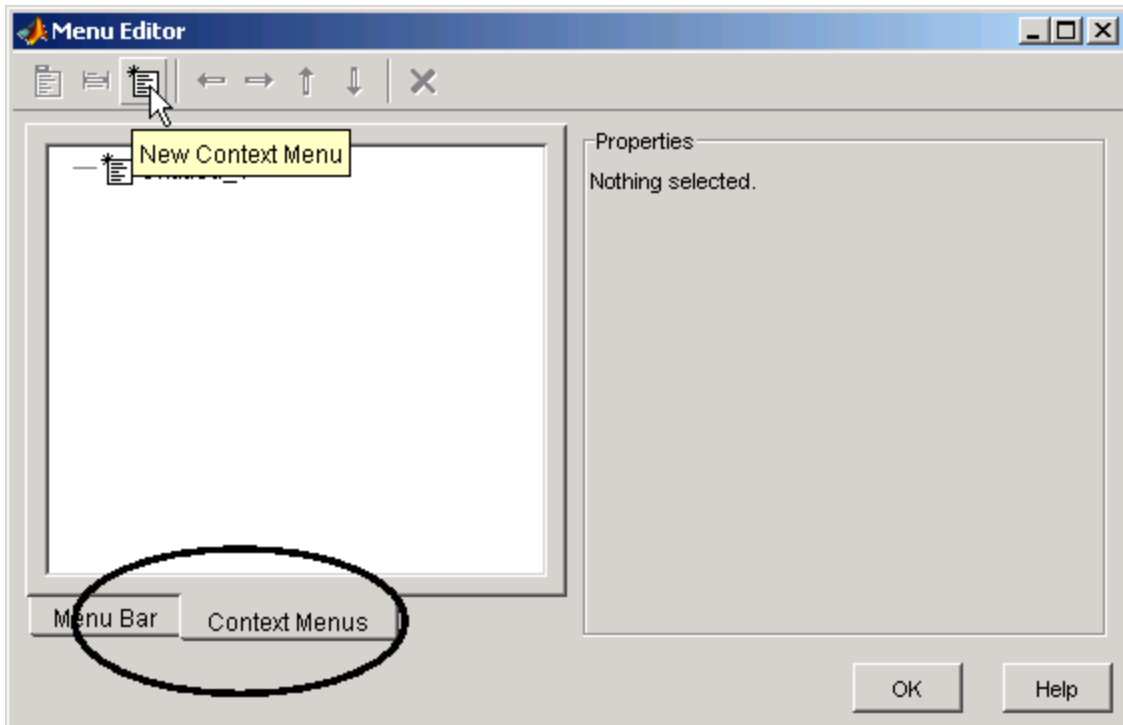 Menu Editor
New Context Menu
Properties
Nothing selected.
Menu Bar
Context Menus
OK
Help